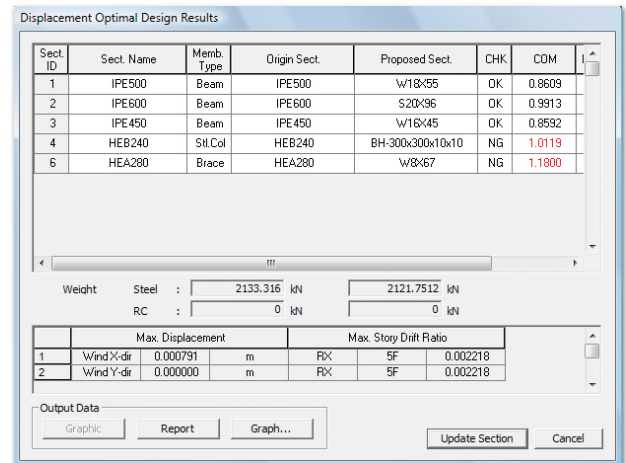 Displacement Optimal Design Results
Sect. ID Sect. Name Memb. Type Origin Sect. Proposed Sect. CHK COM
1 IPE500 Beam IPE500 W18X55 OK 0.8609
2 IPE600 Beam IPE600 S20X96 OK 0.9913
3 IPE450 Beam IPE450 W16X45 OK 0.8592
4 HEB240 Stl.Col HEB240 BH-300x300x10x10 NG 1.0119
6 HEA280 Brace HEA280 W8X67 NG 1.1800
Weight Steel : 2133.316 kN 2121.7512 kN
RC : 0 kN 0 kN
Max. Displacement Max. Story Drift Ratio
1 Wind X-dir 0.000791 m RX 5F 0.002218
2 Wind Y-dir 0.000000 m RX 5F 0.002218
Output Data
Graphic Report Graph... Update Section Cancel